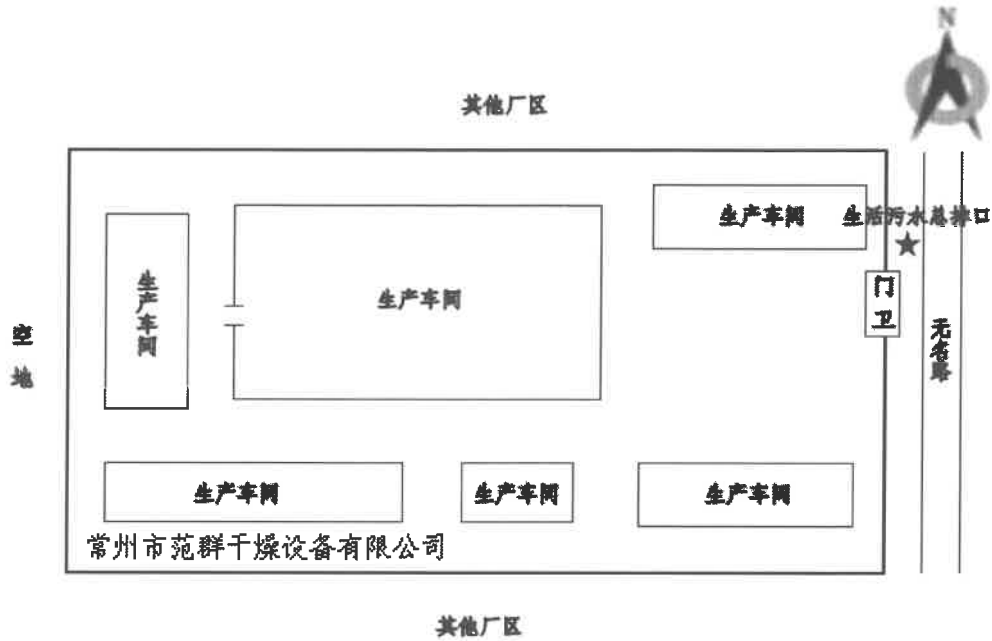 N
其他厂区
生产车间
生活污水总排口
生产车间
生产车间
门卫
空地
无名路
生产车间
生产车间
生产车间
常州市范群干燥设备有限公司
其他厂区